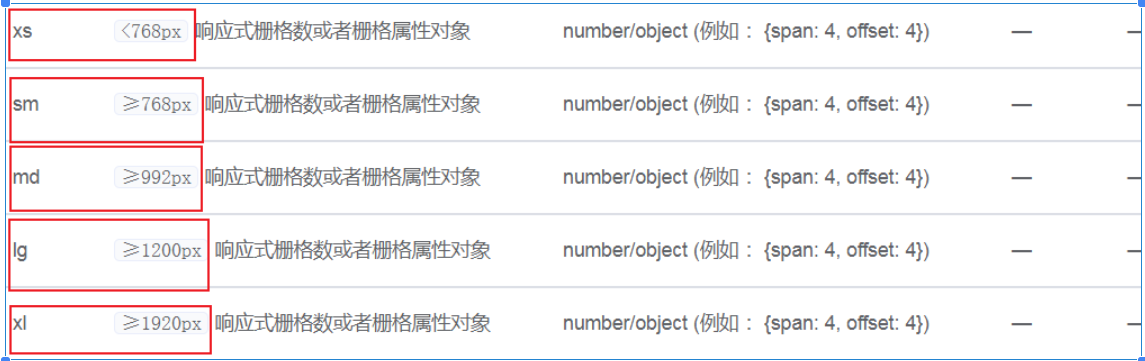 xs <768px 响应式栅格数或者栅格属性对象 number/object (例如： {span: 4, offset: 4}) — —
sm ≥768px 响应式栅格数或者栅格属性对象 number/object (例如： {span: 4, offset: 4}) — —
md ≥992px 响应式栅格数或者栅格属性对象 number/object (例如： {span: 4, offset: 4}) — —
lg ≥1200px 响应式栅格数或者栅格属性对象 number/object (例如： {span: 4, offset: 4}) — —
xl ≥1920px 响应式栅格数或者栅格属性对象 number/object (例如： {span: 4, offset: 4}) — —